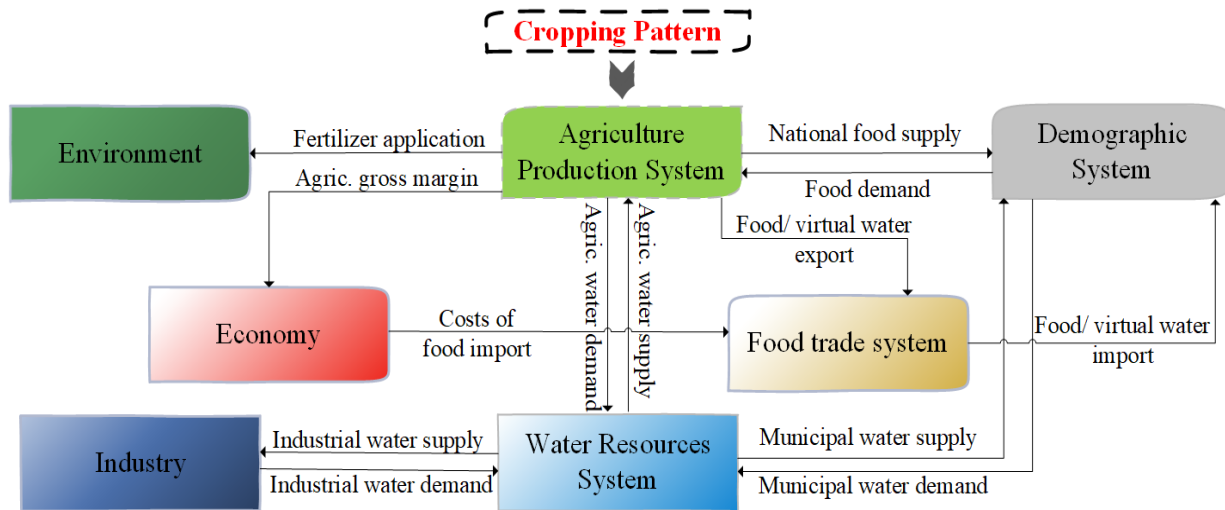 Cropping Pattern
Environment
Fertilizer application
Agric. gross margin
Agriculture
Production System
National food supply
Food demand
Demographic
System
Agric. water demand
Agric. water supply
Food/ virtual water
export
Economy
Costs of
food import
Food trade system
Food/ virtual water
import
Industry
Industrial water supply
Industrial water demand
Water Resources
System
Municipal water supply
Municipal water demand